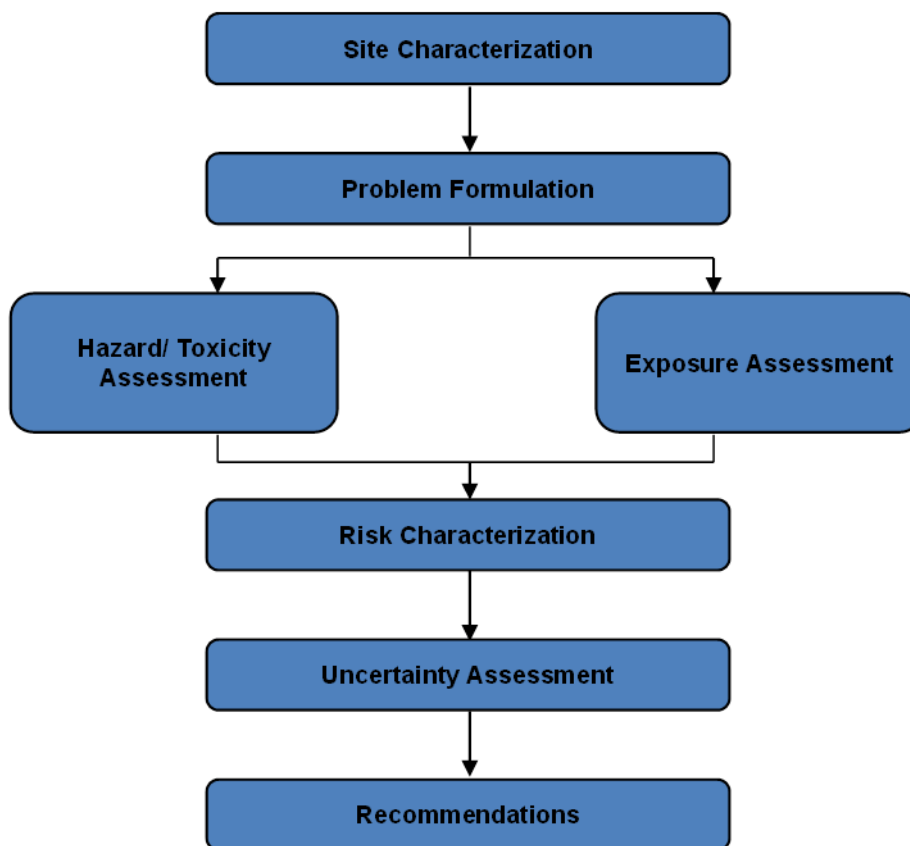 Site Characterization
Problem Formulation
Hazard/ Toxicity
Assessment
Exposure Assessment
Risk Characterization
Uncertainty Assessment
Recommendations